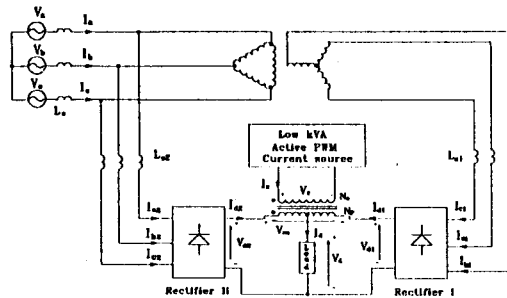 Va
Ia
Vb
Ib
Vc
Ic
Ls
Ls2
Ls1
Low kVA
Active PWM
Current source
Ix
Vx
Np
Id2
Id1
Vd2
Vm
Id
LOAD
Vd
Vd1
Ia2
Ib2
Ic2
Ic1
Ia1
Ib1
Rectifier II
Rectifier I